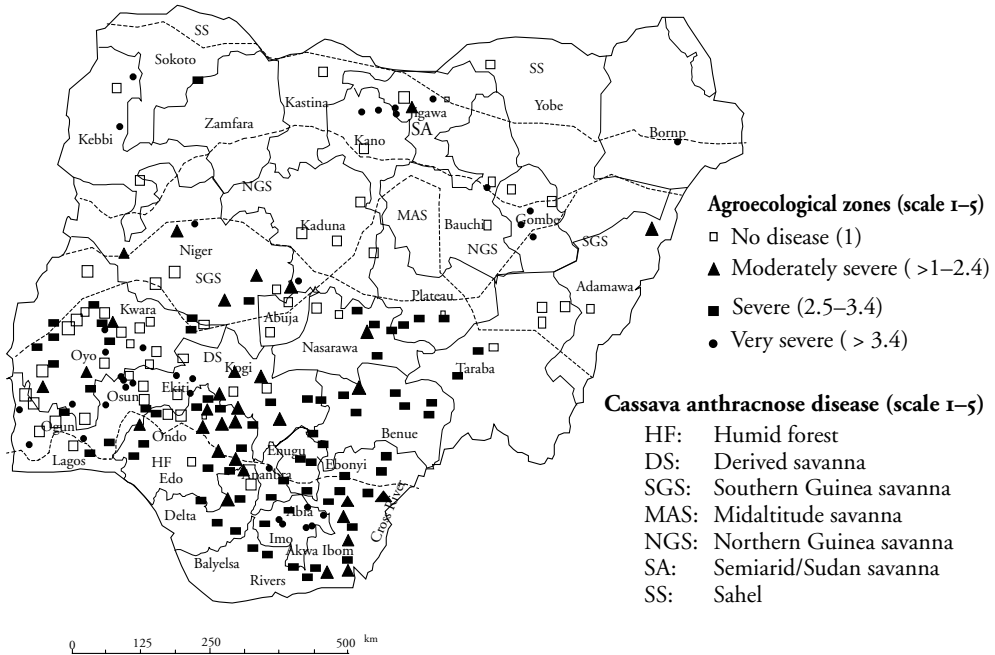 SS
Sokoto
SS
Kastina
Jigawa
Yobe
Zamfara
SA
Kebbi
Kano
Bornp
NGS
MAS
Kaduna
Bauchi
Gombe
NGS
SGS
Niger
SGS
Adamawa
Plateau
Kwara
Abuja
Nasarawa
Oyo
DS
Kogi
Taraba
Osun
Ekiti
Ogun
Ondo
Benue
Lagos
HF
Enugu
Ebonyi
Edo
Anambra
Delta
Abia
Cross River
Imo
Akwa Ibom
Balyelsa
Rivers
0 125 250 500 km
Agroecological zones (scale 1–5)
No disease (1)
Moderately severe ( >1–2.4)
Severe (2.5–3.4)
Very severe ( > 3.4)
Cassava anthracnose disease (scale 1–5)
HF: Humid forest
DS: Derived savanna
SGS: Southern Guinea savanna
MAS: Midaltitude savanna
NGS: Northern Guinea savanna
SA: Semiarid/Sudan savanna
SS: Sahel